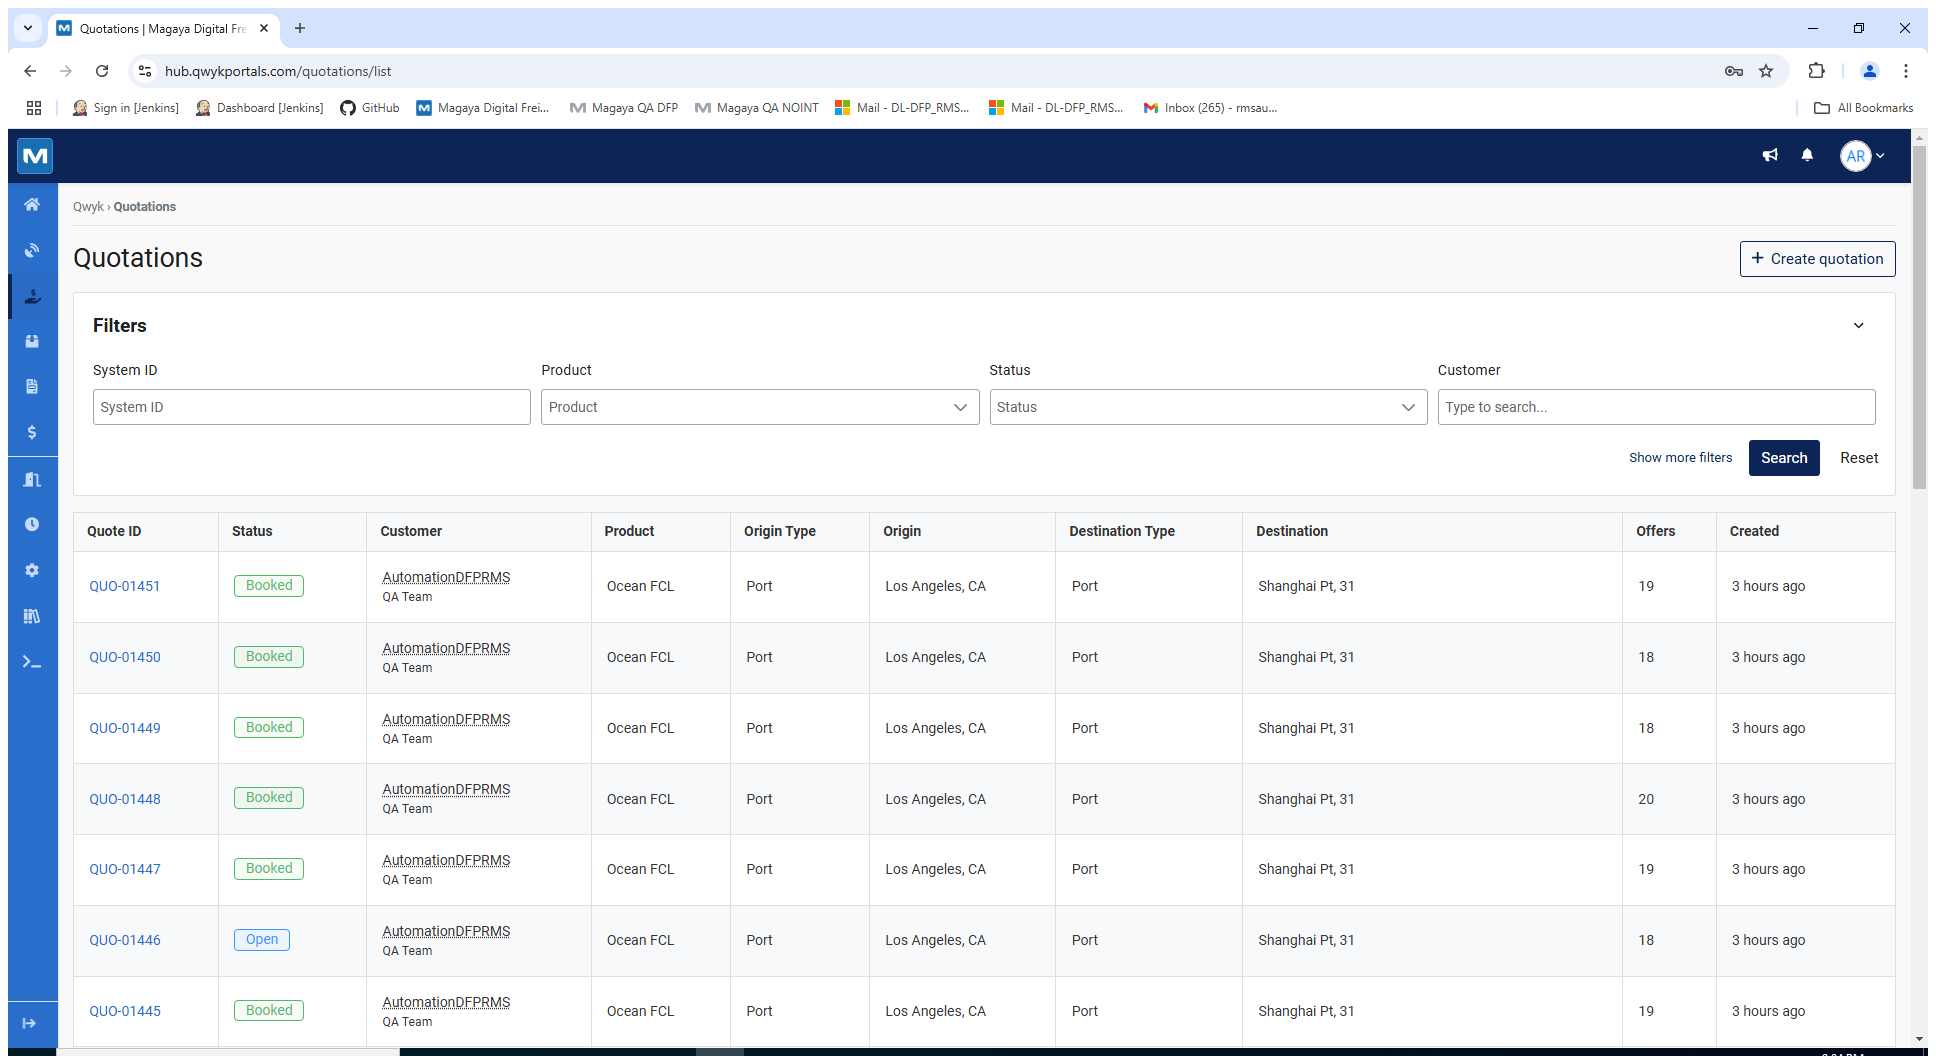 Quotations | Magaya Digital Fre
hub.qwykportals.com/quotations/list
Sign in [Jenkins]
Dashboard [Jenkins]
GitHub
Magaya Digital Frei...
Magaya QA DFP
Magaya QA NOINT
Mail - DL-DFP_RMS...
Mail - DL-DFP_RMS...
Inbox (265) - rmsau...
All Bookmarks
M
AR
Qwyk › Quotations
Quotations
+ Create quotation
Filters
System ID Product Status Customer
System ID Product Status Type to search...
Show more filters Search Reset
Quote ID Status Customer Product Origin Type Origin Destination Type Destination Offers Created
QUO-01451 Booked AutomationDFPRMS Ocean FCL Port Los Angeles, CA Port Shanghai Pt, 31 19 3 hours ago
QA Team
QUO-01450 Booked AutomationDFPRMS Ocean FCL Port Los Angeles, CA Port Shanghai Pt, 31 18 3 hours ago
QA Team
QUO-01449 Booked AutomationDFPRMS Ocean FCL Port Los Angeles, CA Port Shanghai Pt, 31 18 3 hours ago
QA Team
QUO-01448 Booked AutomationDFPRMS Ocean FCL Port Los Angeles, CA Port Shanghai Pt, 31 20 3 hours ago
QA Team
QUO-01447 Booked AutomationDFPRMS Ocean FCL Port Los Angeles, CA Port Shanghai Pt, 31 19 3 hours ago
QA Team
QUO-01446 Open AutomationDFPRMS Ocean FCL Port Los Angeles, CA Port Shanghai Pt, 31 18 3 hours ago
QA Team
QUO-01445 Booked AutomationDFPRMS Ocean FCL Port Los Angeles, CA Port Shanghai Pt, 31 19 3 hours ago
QA Team